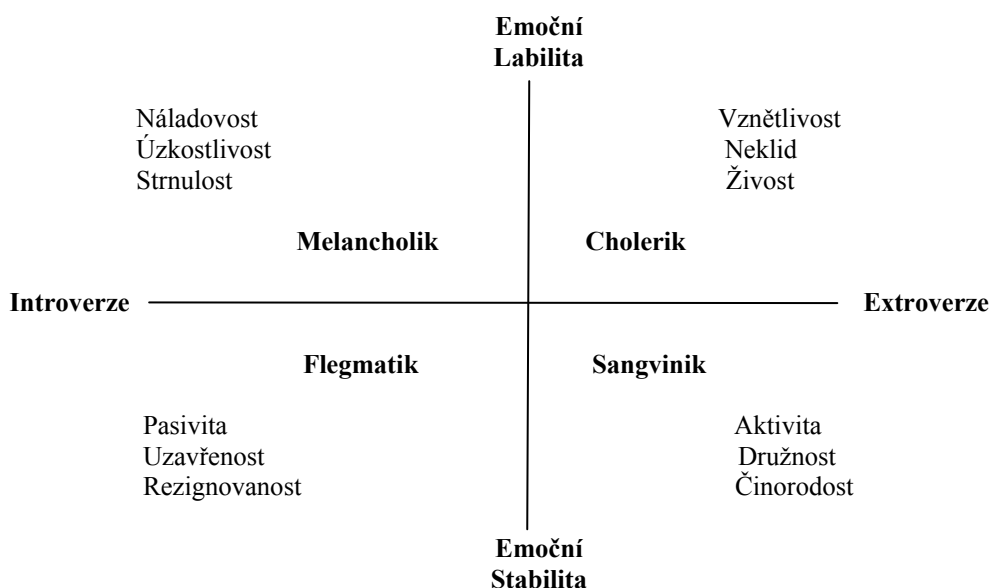 Emoční
Labilita
Náladovost
Úzkostlivost
Strnulost
Vznětlivost
Neklid
Živost
Melancholik
Cholerik
Introverze
Extroverze
Flegmatik
Sangvinik
Pasivita
Uzavřenost
Rezignovanost
Aktivita
Družnost
Činorodost
Emoční
Stabilita